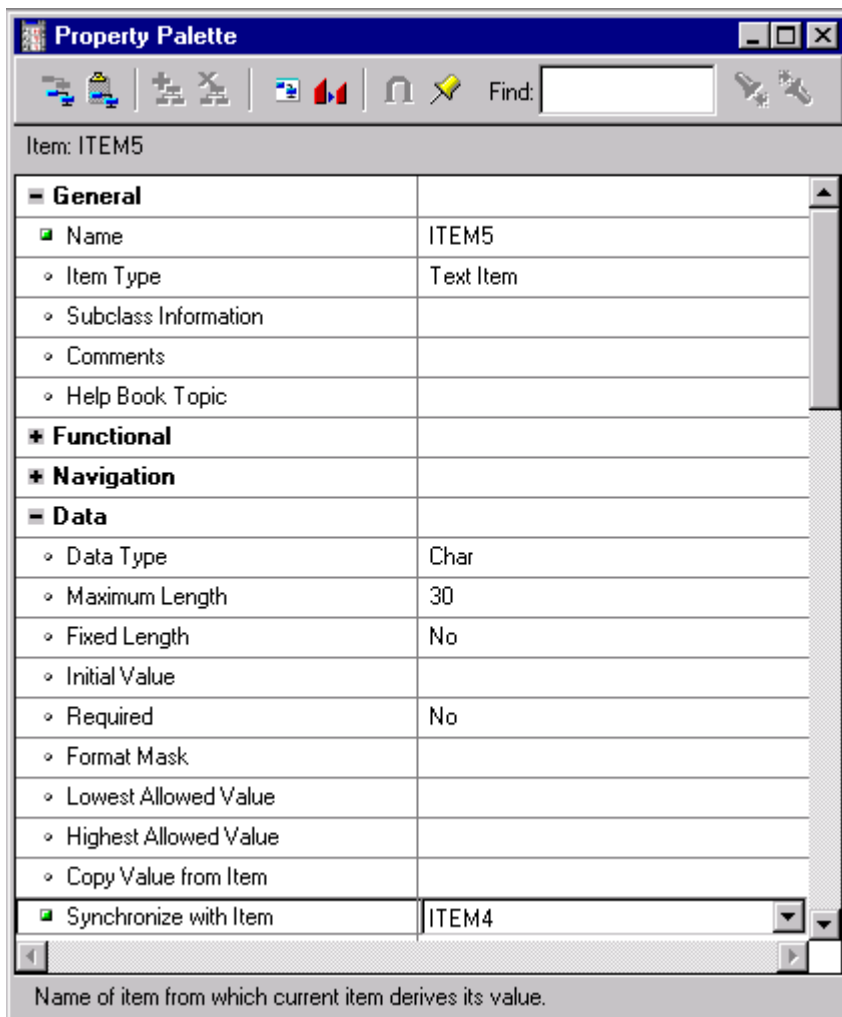 Property Palette
Find:
Item: ITEM5
General
Name ITEM5
Item Type Text Item
Subclass Information
Comments
Help Book Topic
Functional
Navigation
Data
Data Type Char
Maximum Length 30
Fixed Length No
Initial Value
Required No
Format Mask
Lowest Allowed Value
Highest Allowed Value
Copy Value from Item
Synchronize with Item ITEM4
Name of item from which current item derives its value.